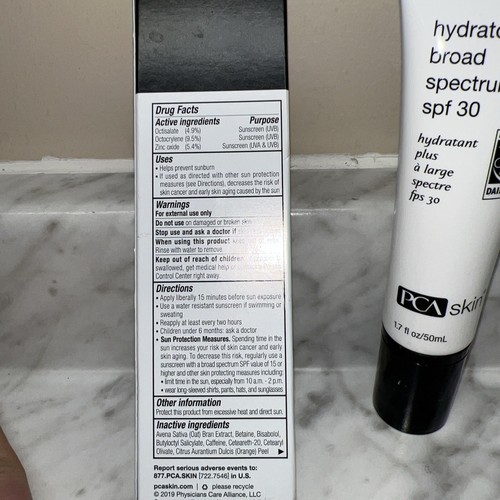 Drug Facts
Active ingredients Purpose
Octisalate (4.9%) Sunscreen (UVB)
Octocrylene (9.5%) Sunscreen (UVB)
Zinc oxide (5.4%) Sunscreen (UVA & UVB)
Uses
• Helps prevent sunburn
• If used as directed with other sun protection
measures (see Directions), decreases the risk of
skin cancer and early skin aging caused by the sun
Warnings
For external use only
Do not use on damaged or broken skin
Stop use and ask a doctor if
When using this product
Rinse with water to remove.
Keep out of reach of children
swallowed, get medical help or
Control Center right away.
Directions
• Apply liberally 15 minutes before sun exposure
• Use a water resistant sunscreen if swimming or
sweating
• Reapply at least every two hours
• Children under 6 months: ask a doctor
• Sun Protection Measures. Spending time in the
sun increases your risk of skin cancer and early
skin aging. To decrease this risk, regularly use a
sunscreen with a broad spectrum SPF value of 15 or
higher and other skin protecting measures including:
• limit time in the sun, especially from 10 a.m. - 2 p.m.
• wear long-sleeved shirts, pants, hats, and sunglasses
Other information
Protect this product from excessive heat and direct sun.
Inactive ingredients
Avena Sativa (Oat) Bran Extract, Betaine, Bisabolol,
Butyloctyl Salicylate, Caffeine, Ceteareth-20, Cetearyl
Olivate, Citrus Aurantium Dulcis (Orange) Peel
Report serious adverse events to:
877.PCA.SKIN [722.7546] in U.S.
pcaskin.com | please recycle
© 2019 Physicians Care Alliance, LLC
hydrat
broad
spectru
spf 30
hydratant
plus
à large
spectre
fps 30
DAI
PCA skin
1.7 fl oz/50mL